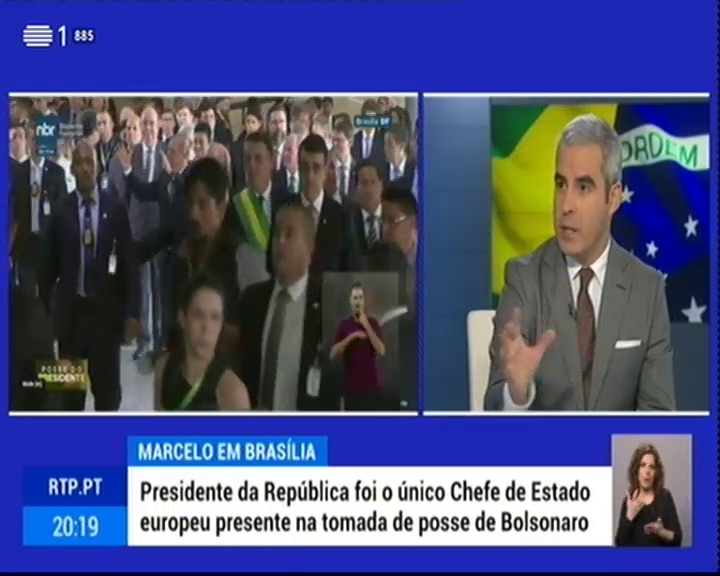 1 885
nbr
Brasília DF
ORDEM
POSSE DO
PRESIDENTE
MARCELO EM BRASÍLIA
RTP.PT
20:19
Presidente da República foi o único Chefe de Estado
europeu presente na tomada de posse de Bolsonaro